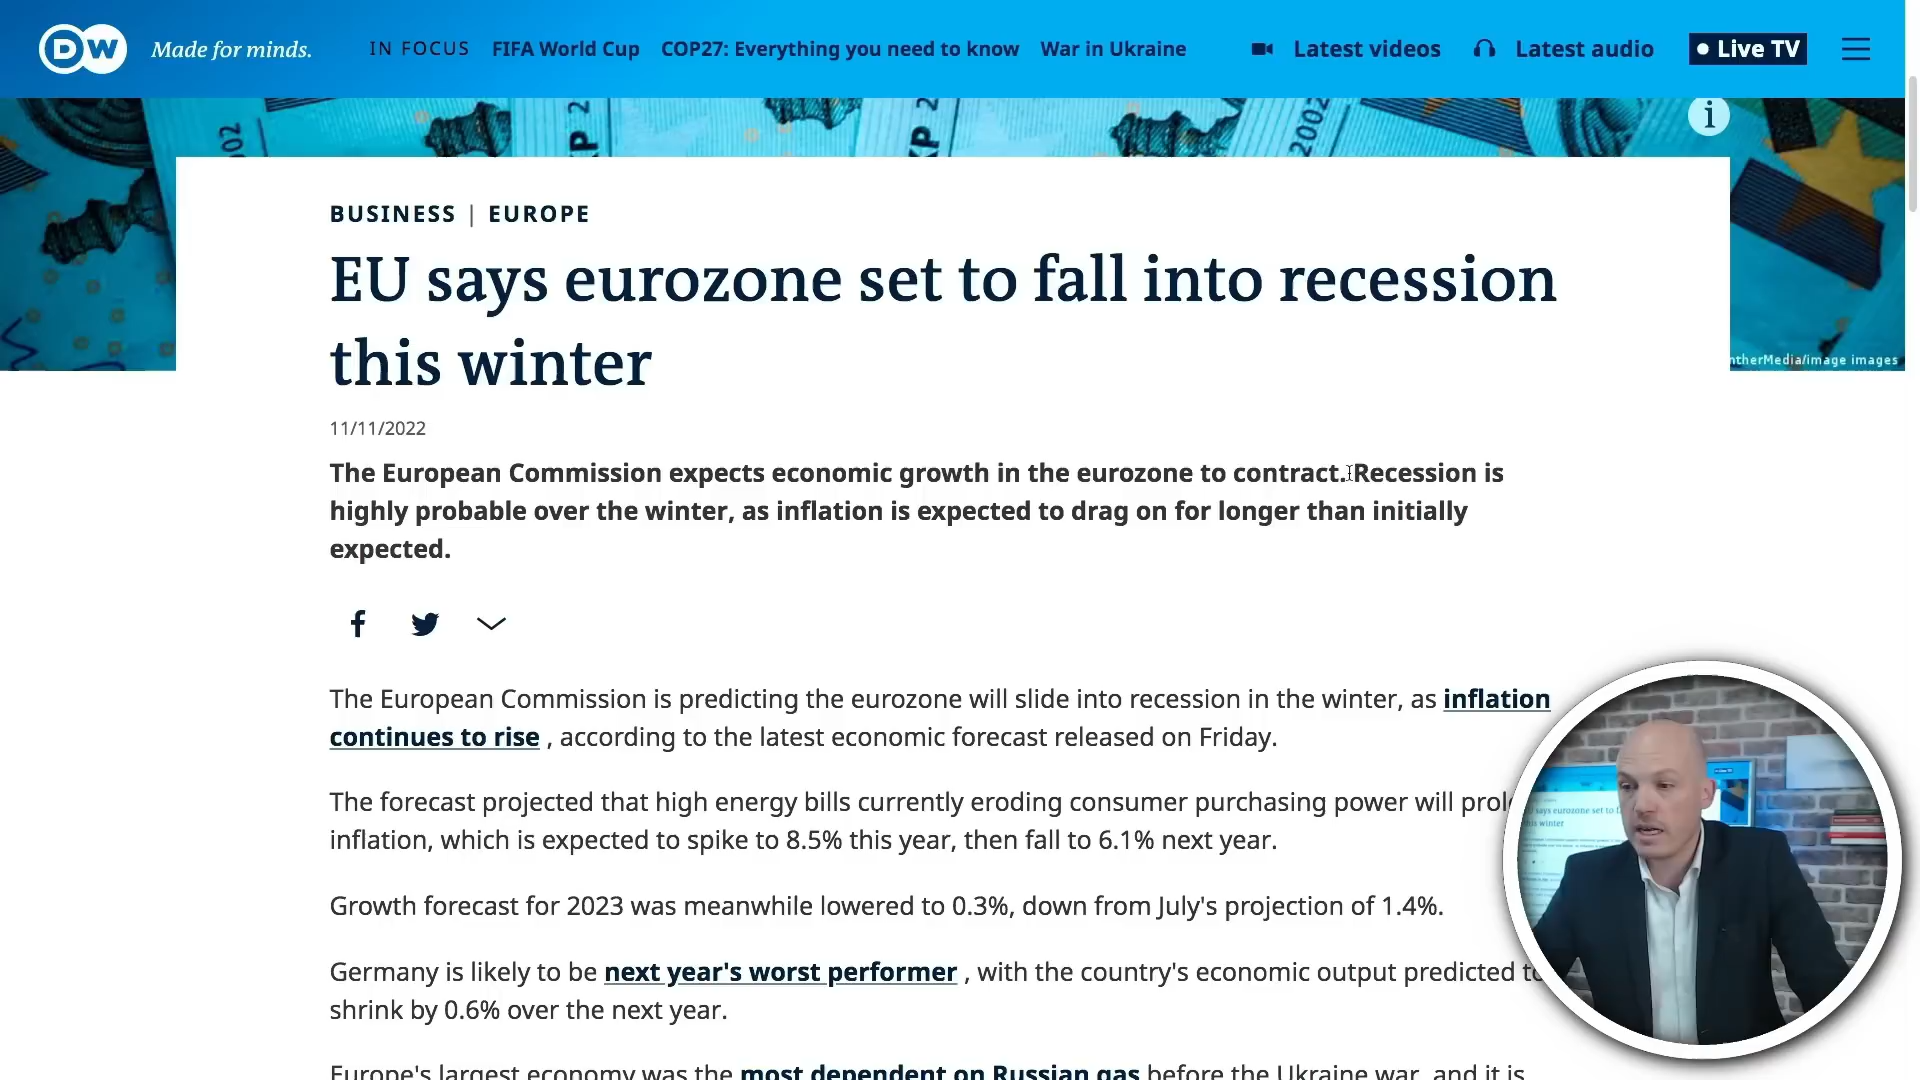 DW Made for minds. IN FOCUS FIFA World Cup COP27: Everything you need to know War in Ukraine Latest videos Latest audio Live TV
2002
BUSINESS | EUROPE
EU says eurozone set to fall into recession
this winter
therMedia/image images
11/11/2022
The European Commission expects economic growth in the eurozone to contract. Recession is
highly probable over the winter, as inflation is expected to drag on for longer than initially
expected.
The European Commission is predicting the eurozone will slide into recession in the winter, as inflation
continues to rise , according to the latest economic forecast released on Friday.
The forecast projected that high energy bills currently eroding consumer purchasing power will
inflation, which is expected to spike to 8.5% this year, then fall to 6.1% next year.
Growth forecast for 2023 was meanwhile lowered to 0.3%, down from July's projection of 1.4%.
Germany is likely to be next year's worst performer , with the country's economic output predicted to
shrink by 0.6% over the next year.
Europe's largest economy was the most dependent on Russian gas before the Ukraine war, and it is